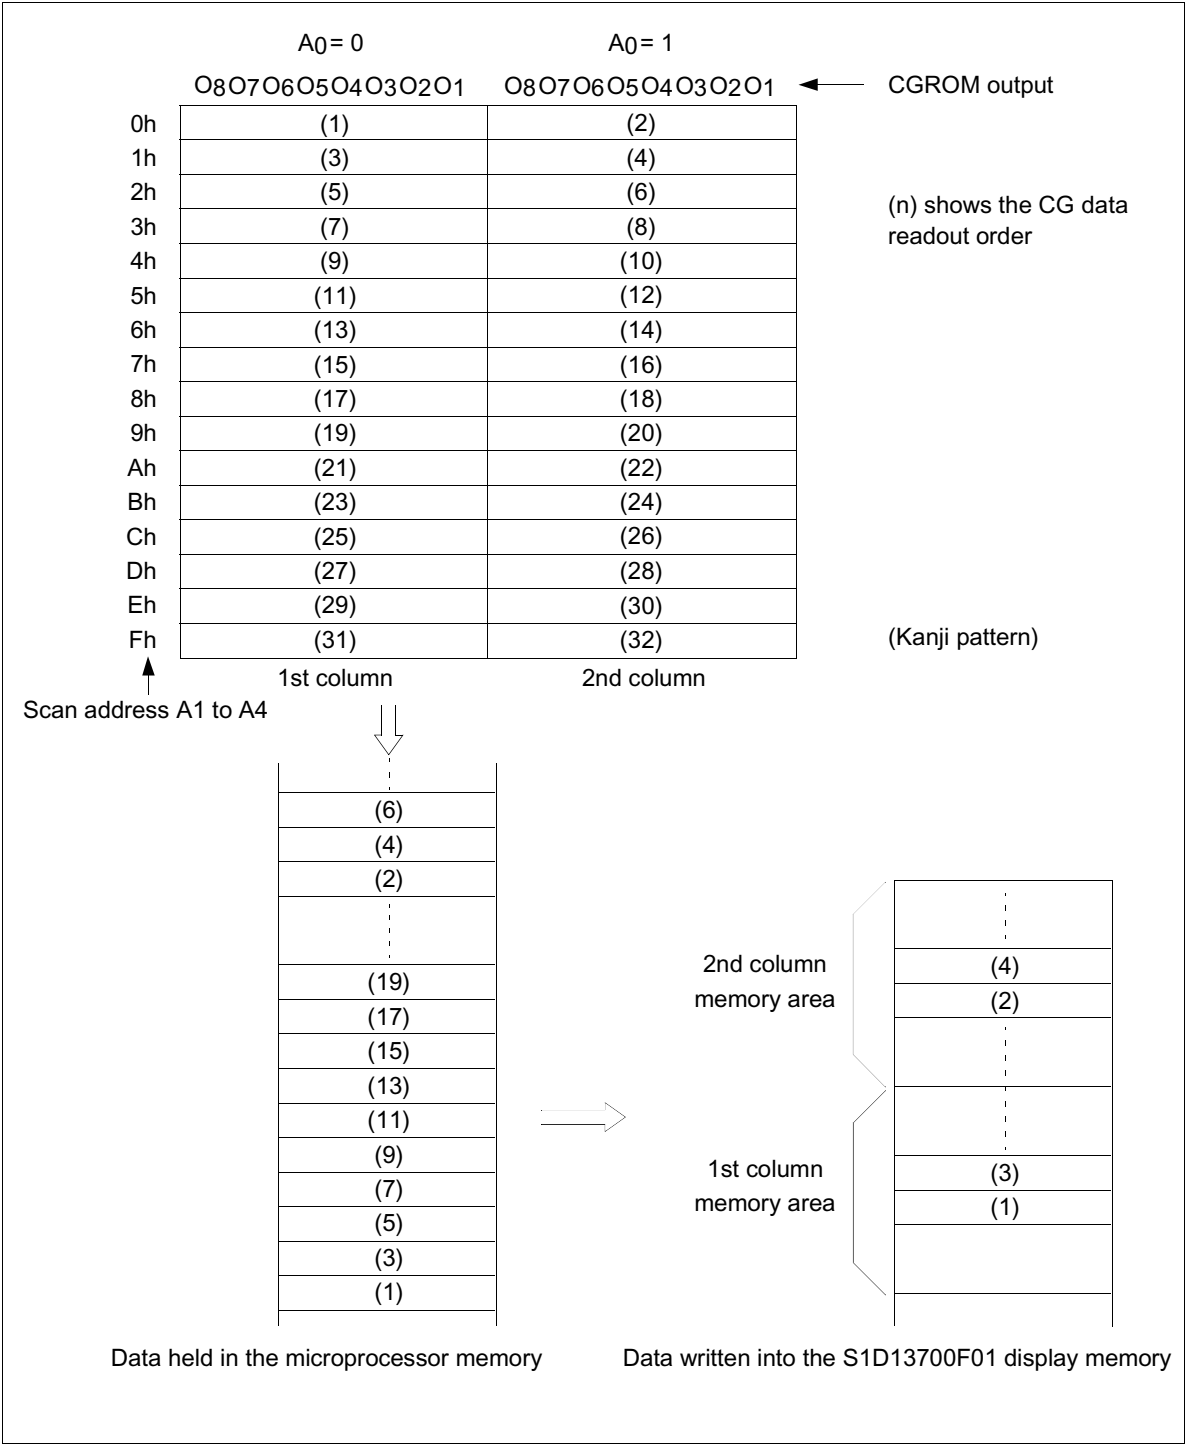 A0 = 0 A0 = 1
O8O7O6O5O4O3O2O1 O8O7O6O5O4O3O2O1 CGROM output
0h (1) (2)
1h (3) (4)
2h (5) (6)
(n) shows the CG data
3h (7) (8)
readout order
4h (9) (10)
5h (11) (12)
6h (13) (14)
7h (15) (16)
8h (17) (18)
9h (19) (20)
Ah (21) (22)
Bh (23) (24)
Ch (25) (26)
Dh (27) (28)
Eh (29) (30)
Fh (31) (32) (Kanji pattern)
1st column 2nd column
Scan address A1 to A4
(6)
(4)
(2)
(19)
(17)
(15)
(13)
(11)
(9)
(7)
(5)
(3)
(1)
Data held in the microprocessor memory
2nd column
memory area
(4)
(2)
1st column
memory area
(3)
(1)
Data written into the S1D13700F01 display memory